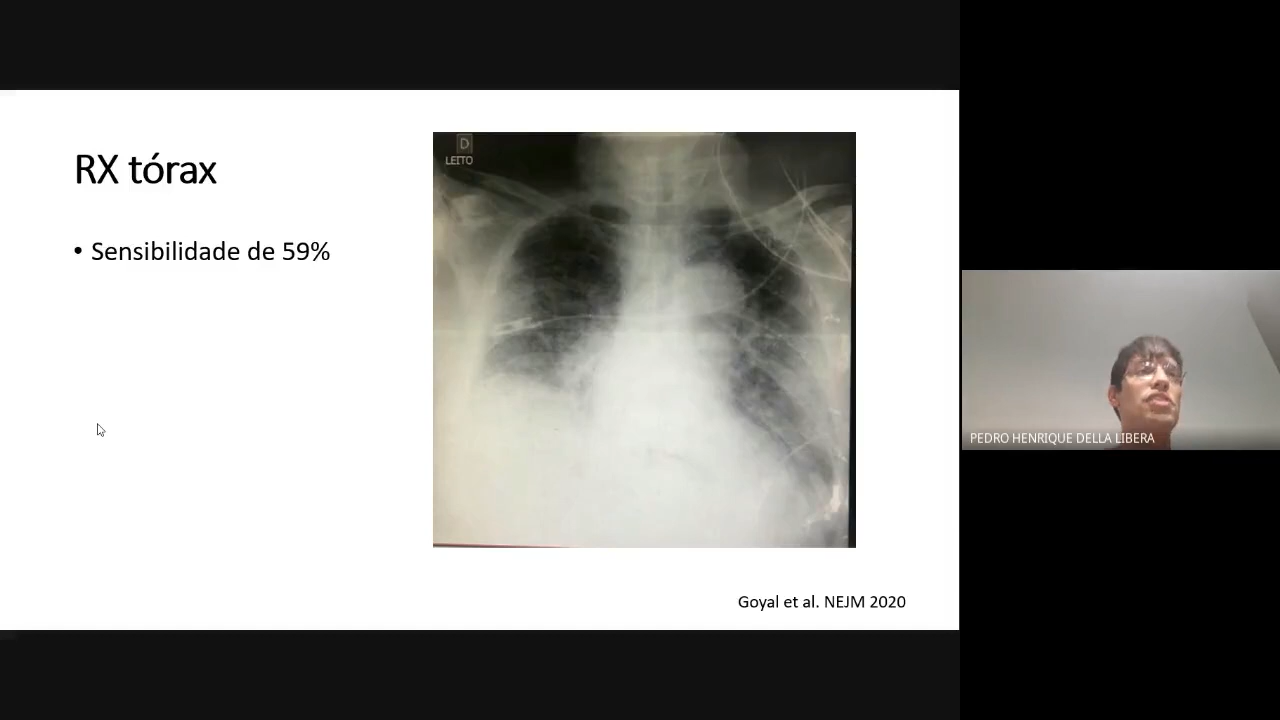 RX tórax
• Sensibilidade de 59%
D
LEITO
Goyal et al. NEJM 2020
PEDRO HENRIQUE DELLA LIBERA